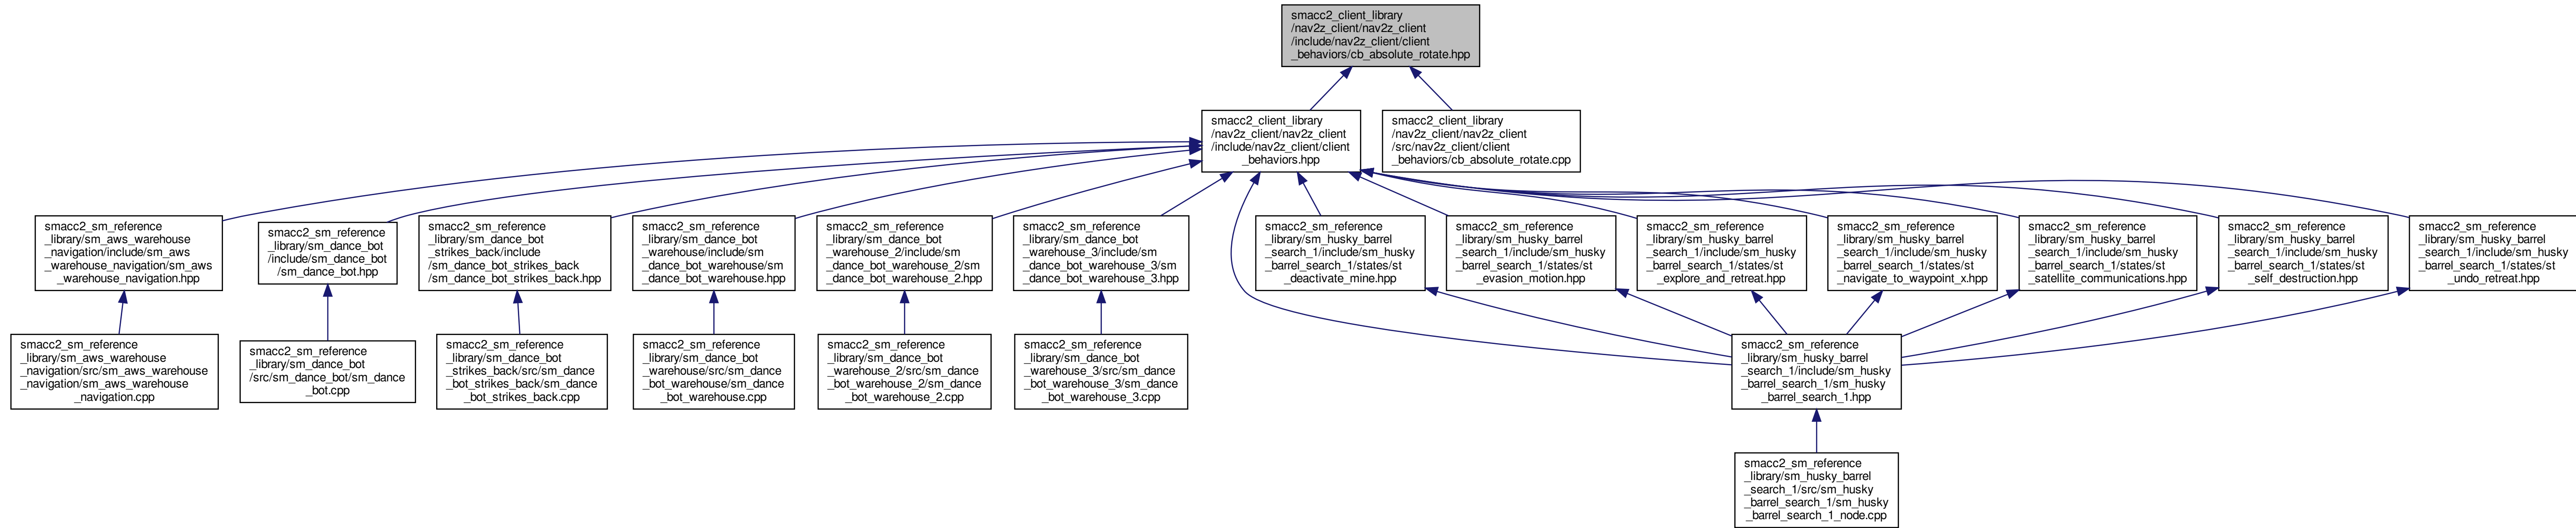 smacc2_client_library
/nav2z_client/nav2z_client
/include/nav2z_client/client
_behaviors/cb_absolute_rotate.hpp
smacc2_client_library
/nav2z_client/nav2z_client
/include/nav2z_client/client
_behaviors.hpp
smacc2_client_library
/nav2z_client/nav2z_client
/src/nav2z_client/client
_behaviors/cb_absolute_rotate.cpp
smacc2_sm_reference
_library/sm_aws_warehouse
_navigation/include/sm_aws
_warehouse_navigation/sm_aws
_warehouse_navigation.hpp
smacc2_sm_reference
_library/sm_dance_bot
/include/sm_dance_bot
/sm_dance_bot.hpp
smacc2_sm_reference
_library/sm_dance_bot
_strikes_back/include
/sm_dance_bot_strikes_back
/sm_dance_bot_strikes_back.hpp
smacc2_sm_reference
_library/sm_dance_bot
_warehouse/include/sm
_dance_bot_warehouse/sm
_dance_bot_warehouse.hpp
smacc2_sm_reference
_library/sm_dance_bot
_warehouse_2/include/sm
_dance_bot_warehouse_2/sm
_dance_bot_warehouse_2.hpp
smacc2_sm_reference
_library/sm_dance_bot
_warehouse_3/include/sm
_dance_bot_warehouse_3/sm
_dance_bot_warehouse_3.hpp
smacc2_sm_reference
_library/sm_husky_barrel
_search_1/include/sm_husky
_barrel_search_1/states/st
_deactivate_mine.hpp
smacc2_sm_reference
_library/sm_husky_barrel
_search_1/include/sm_husky
_barrel_search_1/states/st
_evasion_motion.hpp
smacc2_sm_reference
_library/sm_husky_barrel
_search_1/include/sm_husky
_barrel_search_1/states/st
_explore_and_retreat.hpp
smacc2_sm_reference
_library/sm_husky_barrel
_search_1/include/sm_husky
_barrel_search_1/states/st
_navigate_to_waypoint_x.hpp
smacc2_sm_reference
_library/sm_husky_barrel
_search_1/include/sm_husky
_barrel_search_1/states/st
_satellite_communications.hpp
smacc2_sm_reference
_library/sm_husky_barrel
_search_1/include/sm_husky
_barrel_search_1/states/st
_self_destruction.hpp
smacc2_sm_reference
_library/sm_husky_barrel
_search_1/include/sm_husky
_barrel_search_1/states/st
_undo_retreat.hpp
smacc2_sm_reference
_library/sm_aws_warehouse
_navigation/src/sm_aws_warehouse
_navigation/sm_aws_warehouse
_navigation.cpp
smacc2_sm_reference
_library/sm_dance_bot
/src/sm_dance_bot/sm_dance
_bot.cpp
smacc2_sm_reference
_library/sm_dance_bot
_strikes_back/src/sm_dance
_bot_strikes_back/sm_dance
_bot_strikes_back.cpp
smacc2_sm_reference
_library/sm_dance_bot
_warehouse/src/sm_dance
_bot_warehouse/sm_dance
_bot_warehouse.cpp
smacc2_sm_reference
_library/sm_dance_bot
_warehouse_2/src/sm_dance
_bot_warehouse_2/sm_dance
_bot_warehouse_2.cpp
smacc2_sm_reference
_library/sm_dance_bot
_warehouse_3/src/sm_dance
_bot_warehouse_3/sm_dance
_bot_warehouse_3.cpp
smacc2_sm_reference
_library/sm_husky_barrel
_search_1/include/sm_husky
_barrel_search_1/sm_husky
_barrel_search_1.hpp
smacc2_sm_reference
_library/sm_husky_barrel
_search_1/src/sm_husky
_barrel_search_1/sm_husky
_barrel_search_1_node.cpp